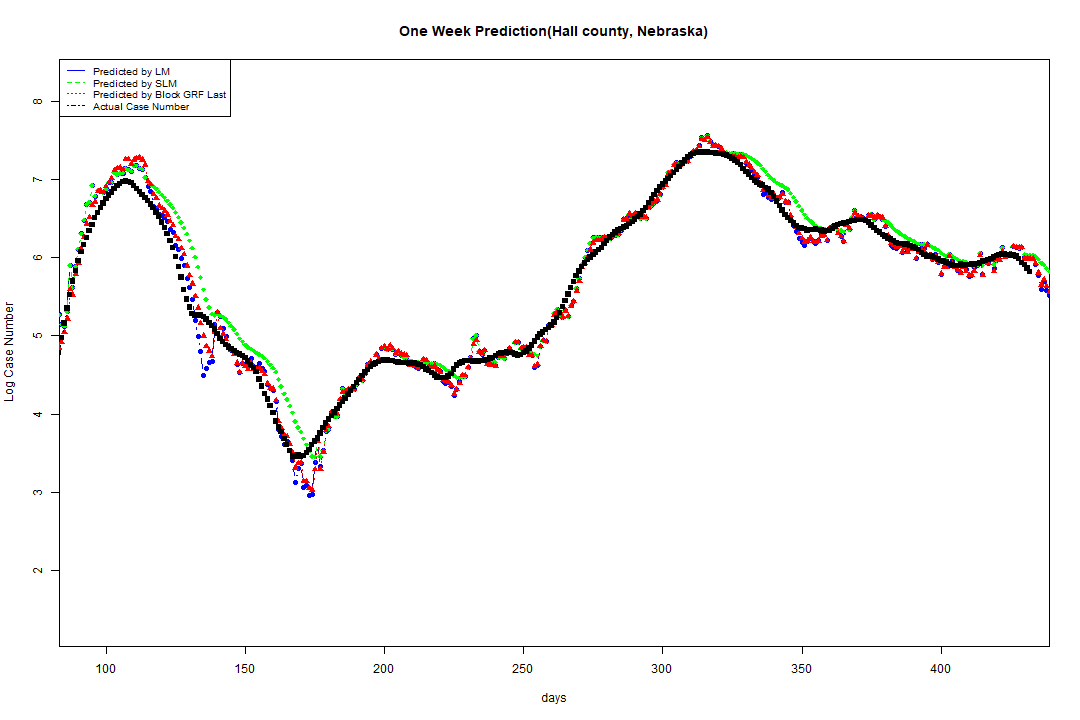 One Week Prediction(Hall county, Nebraska)
Predicted by LM
Predicted by SLM
Predicted by Block GRF Last
Actual Case Number
8
7
6
5
4
3
2
Log Case Number
100 150 200 250 300 350 400
days